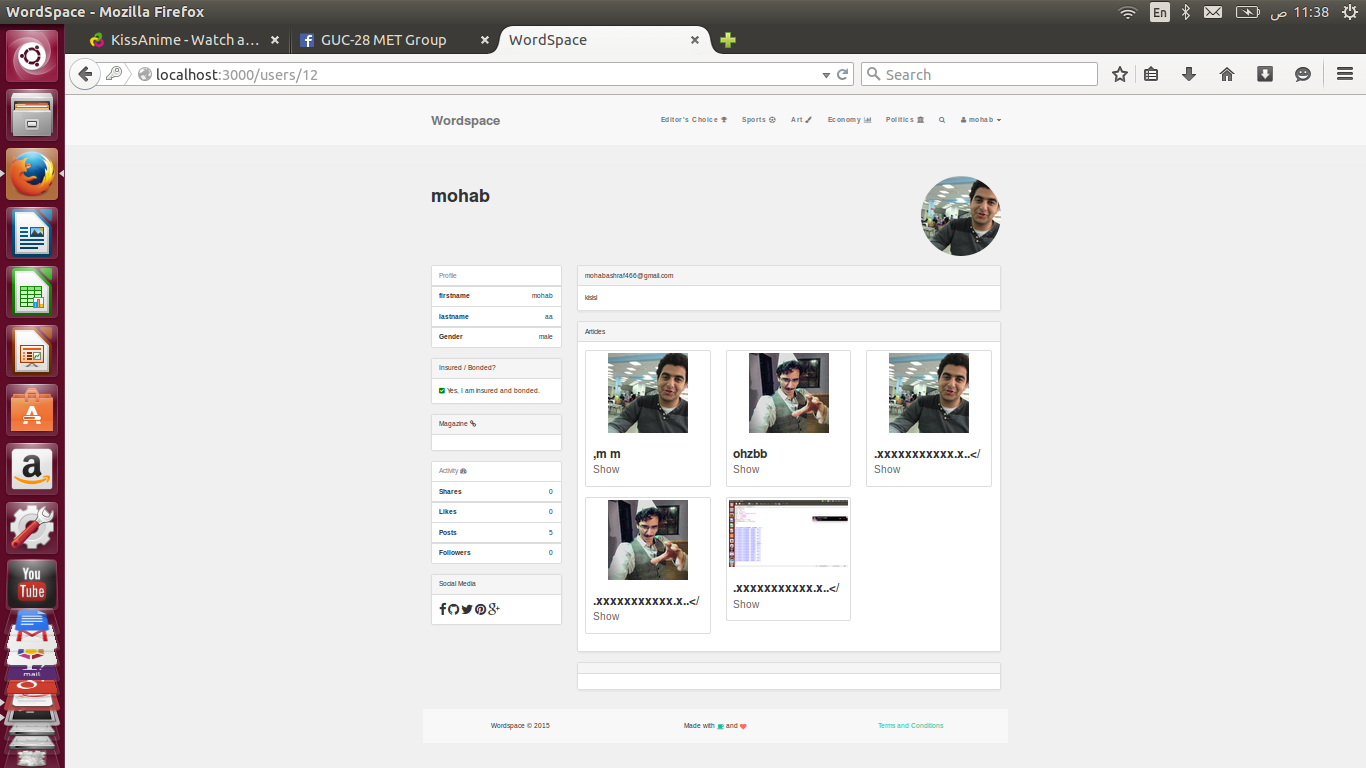 WordSpace - Mozilla Firefox
En
11:38 ص
KissAnime - Watch a...
GUC-28 MET Group
WordSpace
localhost:3000/users/12
Search
Wordspace
Editor's Choice
Sports
Art
Economy
Politics
mohab
mohab
Profile
firstname mohab
lastname aa
Gender male
Insured / Bonded?
Yes, I am insured and bonded.
Magazine
Activity
Shares 0
Likes 0
Posts 5
Followers 0
Social Media
mohabashraf466@gmail.com
Articles
,m m
Show
ohzbb
Show
.xxxxxxxxxxx.x..</
Show
.xxxxxxxxxxx.x..</
Show
.xxxxxxxxxxx.x..</
Show
You
Tube
mail
Wordspace © 2015
Made with and
Terms and Conditions